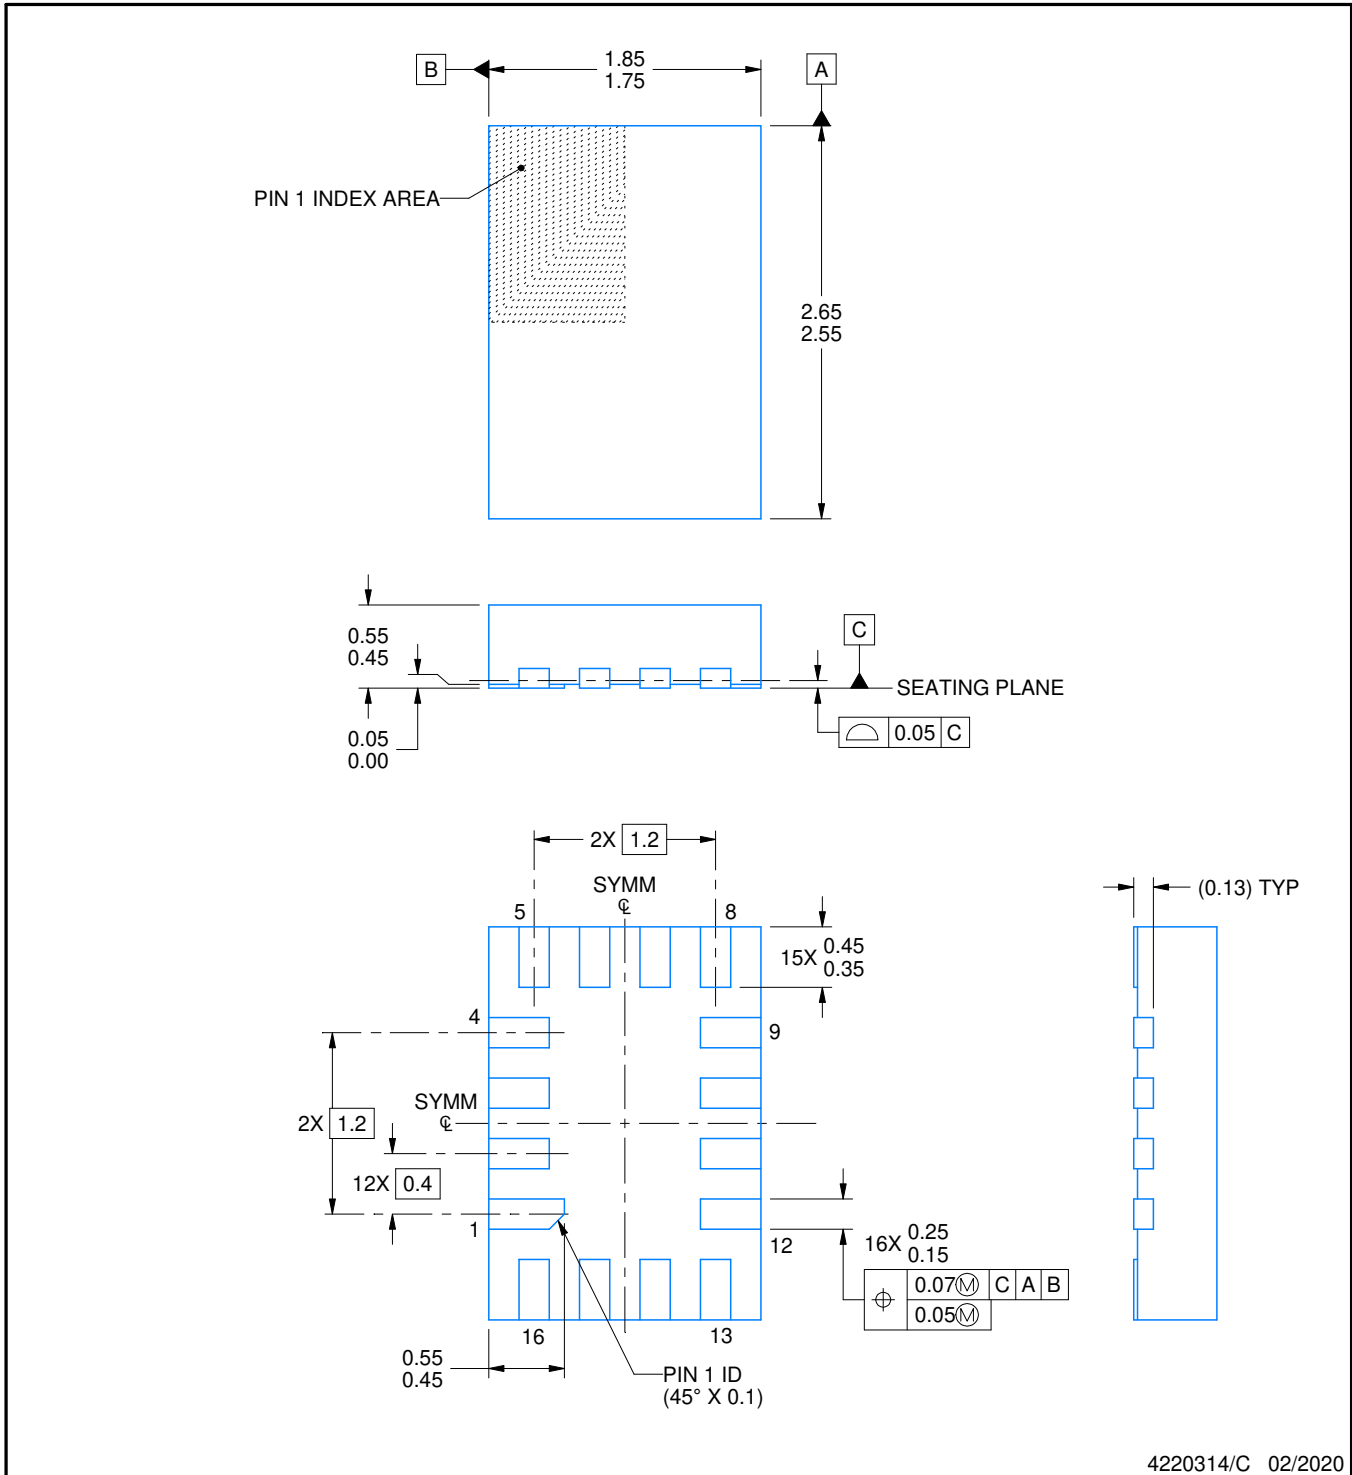 B
1.85
1.75
A
PIN 1 INDEX AREA
2.65
2.55
0.55
0.45
C
SEATING PLANE
0.05 C
0.05
0.00
2X 1.2
SYMM
℄
5
8
(0.13) TYP
15X 0.45
0.35
4
9
SYMM
℄
2X 1.2
12X 0.4
1
12
16X 0.25
0.15
⌖ 0.07Ⓜ C A B
0.05Ⓜ
16
13
0.55
0.45
PIN 1 ID
(45° X 0.1)
4220314/C 02/2020